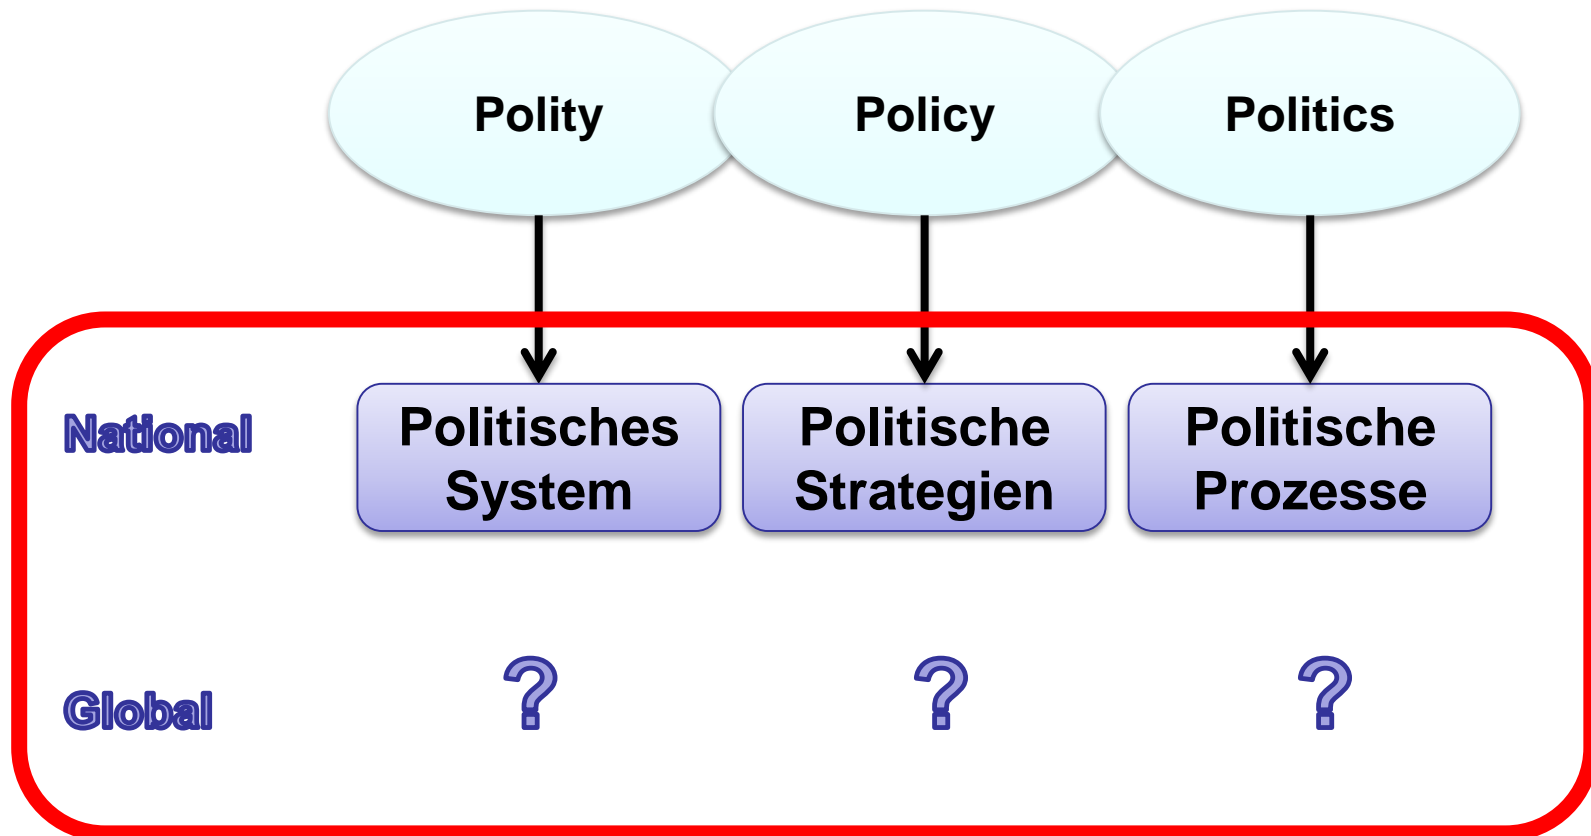 Polity
Policy
Politics
National
Politisches
System
Politische
Strategien
Politische
Prozesse
Global
?
?
?